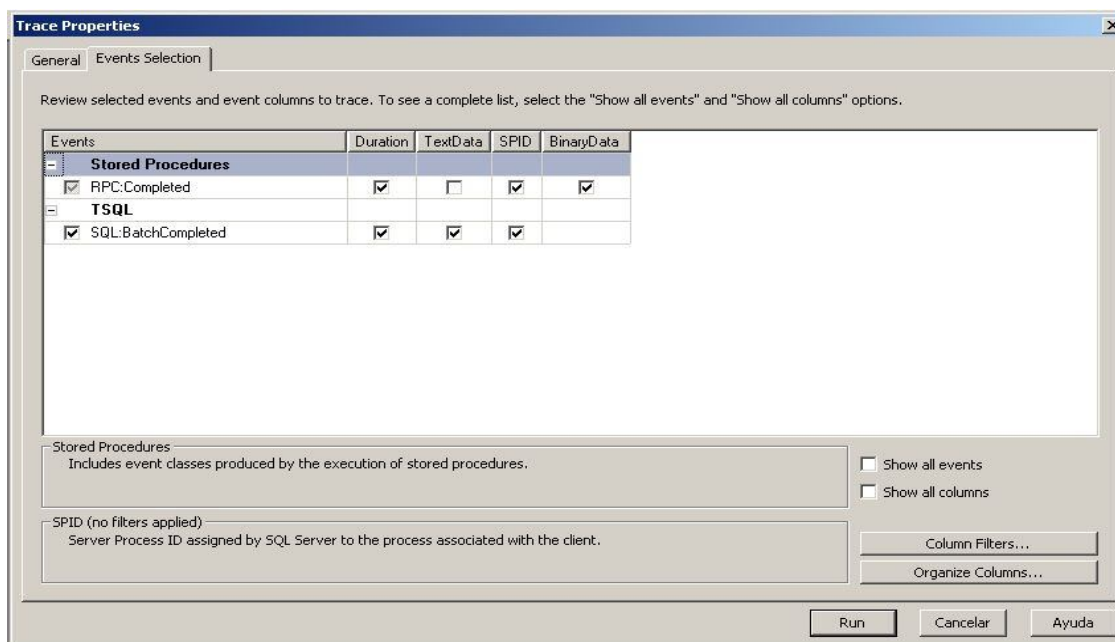 Trace Properties
General Events Selection
Review selected events and event columns to trace. To see a complete list, select the "Show all events" and "Show all columns" options.
Events Duration TextData SPID BinaryData
Stored Procedures
RPC:Completed
TSQL
SQL:BatchCompleted
Stored Procedures
Includes event classes produced by the execution of stored procedures.
Show all events
Show all columns
SPID (no filters applied)
Server Process ID assigned by SQL Server to the process associated with the client.
Column Filters...
Organize Columns...
Run Cancelar Ayuda